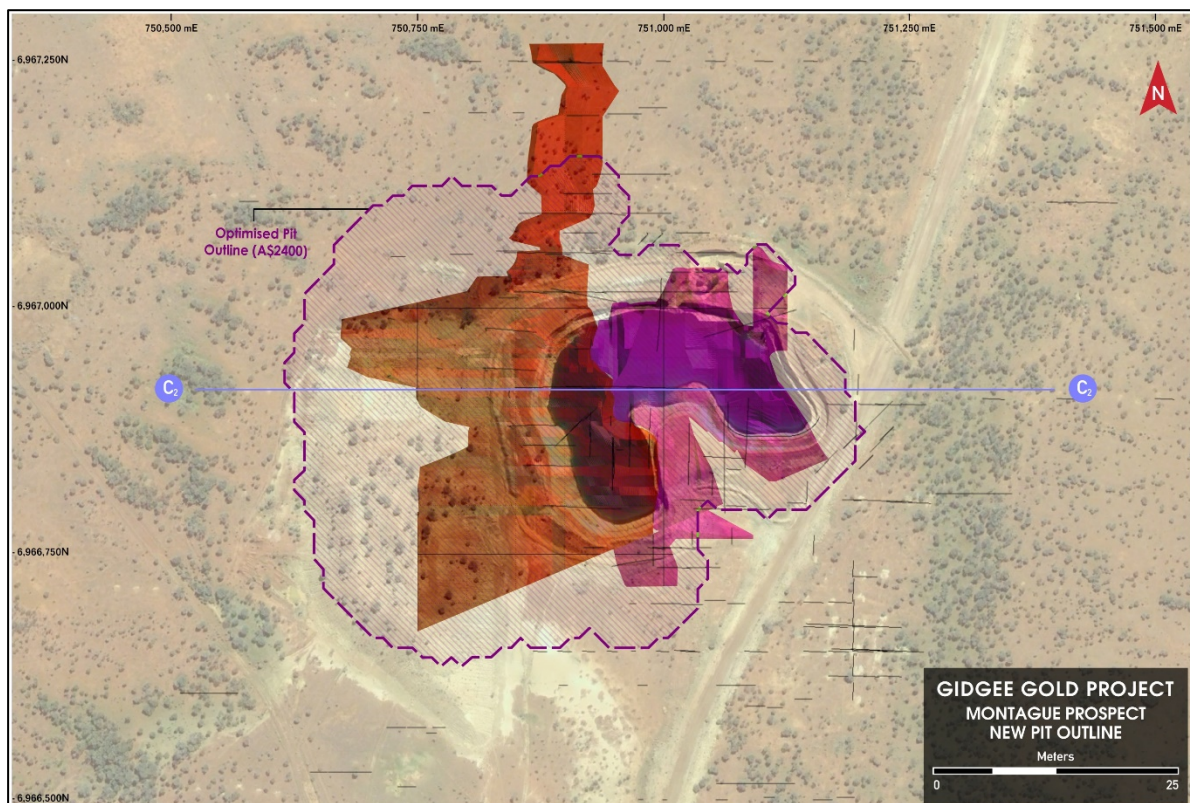 750,500 mE
750,750 mE
751,000 mE
751,250 mE
751,500 mE
6,967,250N
N
Optimised Pit
Outline (A$2400)
6,967,000N
C₂
C₂
6,966,750N
GIDGEE GOLD PROJECT
MONTAGUE PROSPECT
NEW PIT OUTLINE
Meters
0
25
6,966,500N